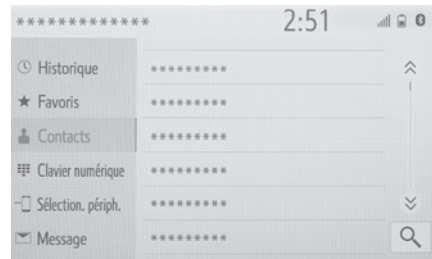 ************* 2:51
Historique *********
Favoris *********
Contacts *********
Clavier numérique *********
Sélection. périph. *********
Message *********